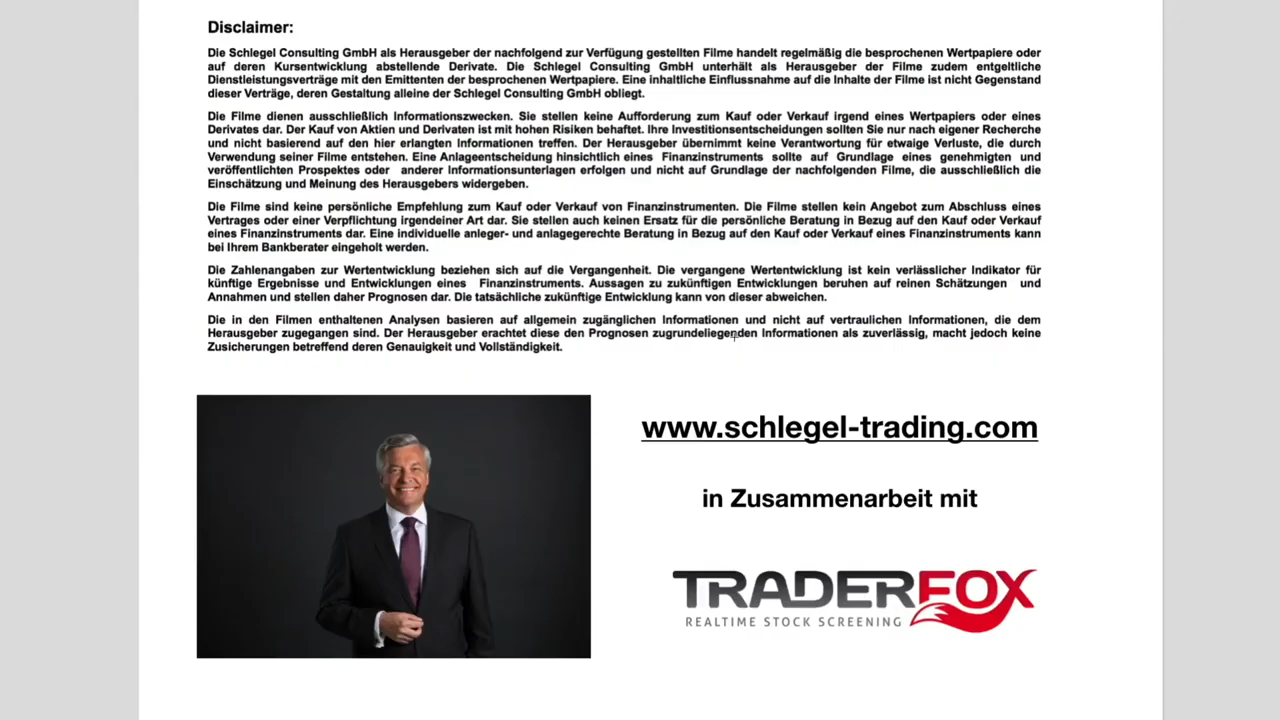 Disclaimer:
Die Schlegel Consulting GmbH als Herausgeber der nachfolgend zur Verfügung gestellten Filme handelt regelmäßig die besprochenen Wertpapiere oder
auf deren Kursentwicklung abstellende Derivate. Die Schlegel Consulting GmbH unterhält als Herausgeber der Filme zudem entgeltliche
Dienstleistungsverträge mit den Emittenten der besprochenen Wertpapiere. Eine inhaltliche Einflussnahme auf die Inhalte der Filme ist nicht Gegenstand
dieser Verträge, deren Gestaltung alleine der Schlegel Consulting GmbH obliegt.
Die Filme dienen ausschließlich Informationszwecken. Sie stellen keine Aufforderung zum Kauf oder Verkauf irgend eines Wertpapiers oder eines
Derivates dar. Der Kauf von Aktien und Derivaten ist mit hohen Risiken behaftet. Ihre Investitionsentscheidungen sollten Sie nur nach eigener Recherche
und nicht basierend auf den hier erlangten Informationen treffen. Der Herausgeber übernimmt keine Verantwortung für etwaige Verluste, die durch
Verwendung seiner Filme entstehen. Eine Anlageentscheidung hinsichtlich eines Finanzinstruments sollte auf Grundlage eines genehmigten und
veröffentlichten Prospektes oder anderer Informationsunterlagen erfolgen und nicht auf Grundlage der nachfolgenden Filme, die ausschließlich die
Einschätzung und Meinung des Herausgebers widergeben.
Die Filme sind keine persönliche Empfehlung zum Kauf oder Verkauf von Finanzinstrumenten. Die Filme stellen kein Angebot zum Abschluss eines
Vertrages oder einer Verpflichtung irgendeiner Art dar. Sie stellen auch keinen Ersatz für die persönliche Beratung in Bezug auf den Kauf oder Verkauf
eines Finanzinstruments dar. Eine individuelle anleger- und anlagegerechte Beratung in Bezug auf den Kauf oder Verkauf eines Finanzinstruments kann
bei Ihrem Bankberater eingeholt werden.
Die Zahlenangaben zur Wertentwicklung beziehen sich auf die Vergangenheit. Die vergangene Wertentwicklung ist kein verlässlicher Indikator für
künftige Ergebnisse und Entwicklungen eines Finanzinstruments. Aussagen zu zukünftigen Entwicklungen beruhen auf reinen Schätzungen und
Annahmen und stellen daher Prognosen dar. Die tatsächliche zukünftige Entwicklung kann von dieser abweichen.
Die in den Filmen enthaltenen Analysen basieren auf allgemein zugänglichen Informationen und nicht auf vertraulichen Informationen, die dem
Herausgeber zugegangen sind. Der Herausgeber erachtet diese den Prognosen zugrundeliegenden Informationen als zuverlässig, macht jedoch keine
Zusicherungen betreffend deren Genauigkeit und Vollständigkeit.
www.schlegel-trading.com
in Zusammenarbeit mit
TRADERFOX
REALTIME STOCK SCREENING